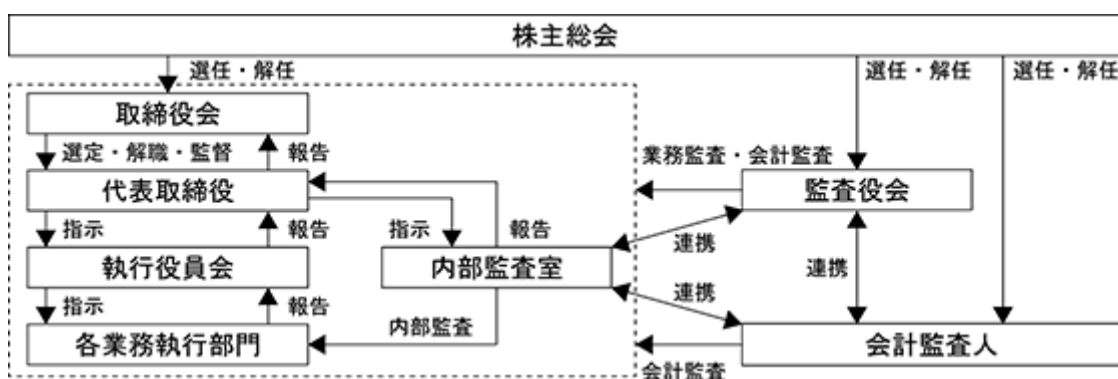 株主総会
選任・解任
選任・解任
選任・解任
取締役会
選定・解職・監督
報告
業務監査・会計監査
代表取締役
監査役会
指示
報告
指示
報告
連携
執行役員会
内部監査室
連携
指示
報告
連携
内部監査
各業務執行部門
会計監査人
会計監査